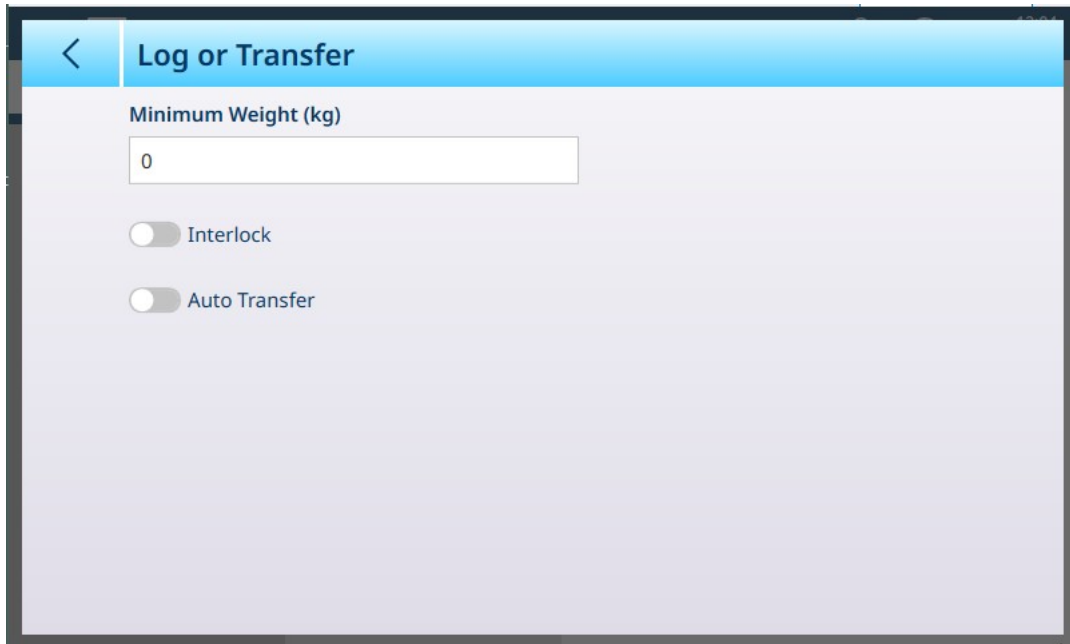 Log or Transfer
Minimum Weight (kg)
0
Interlock
Auto Transfer